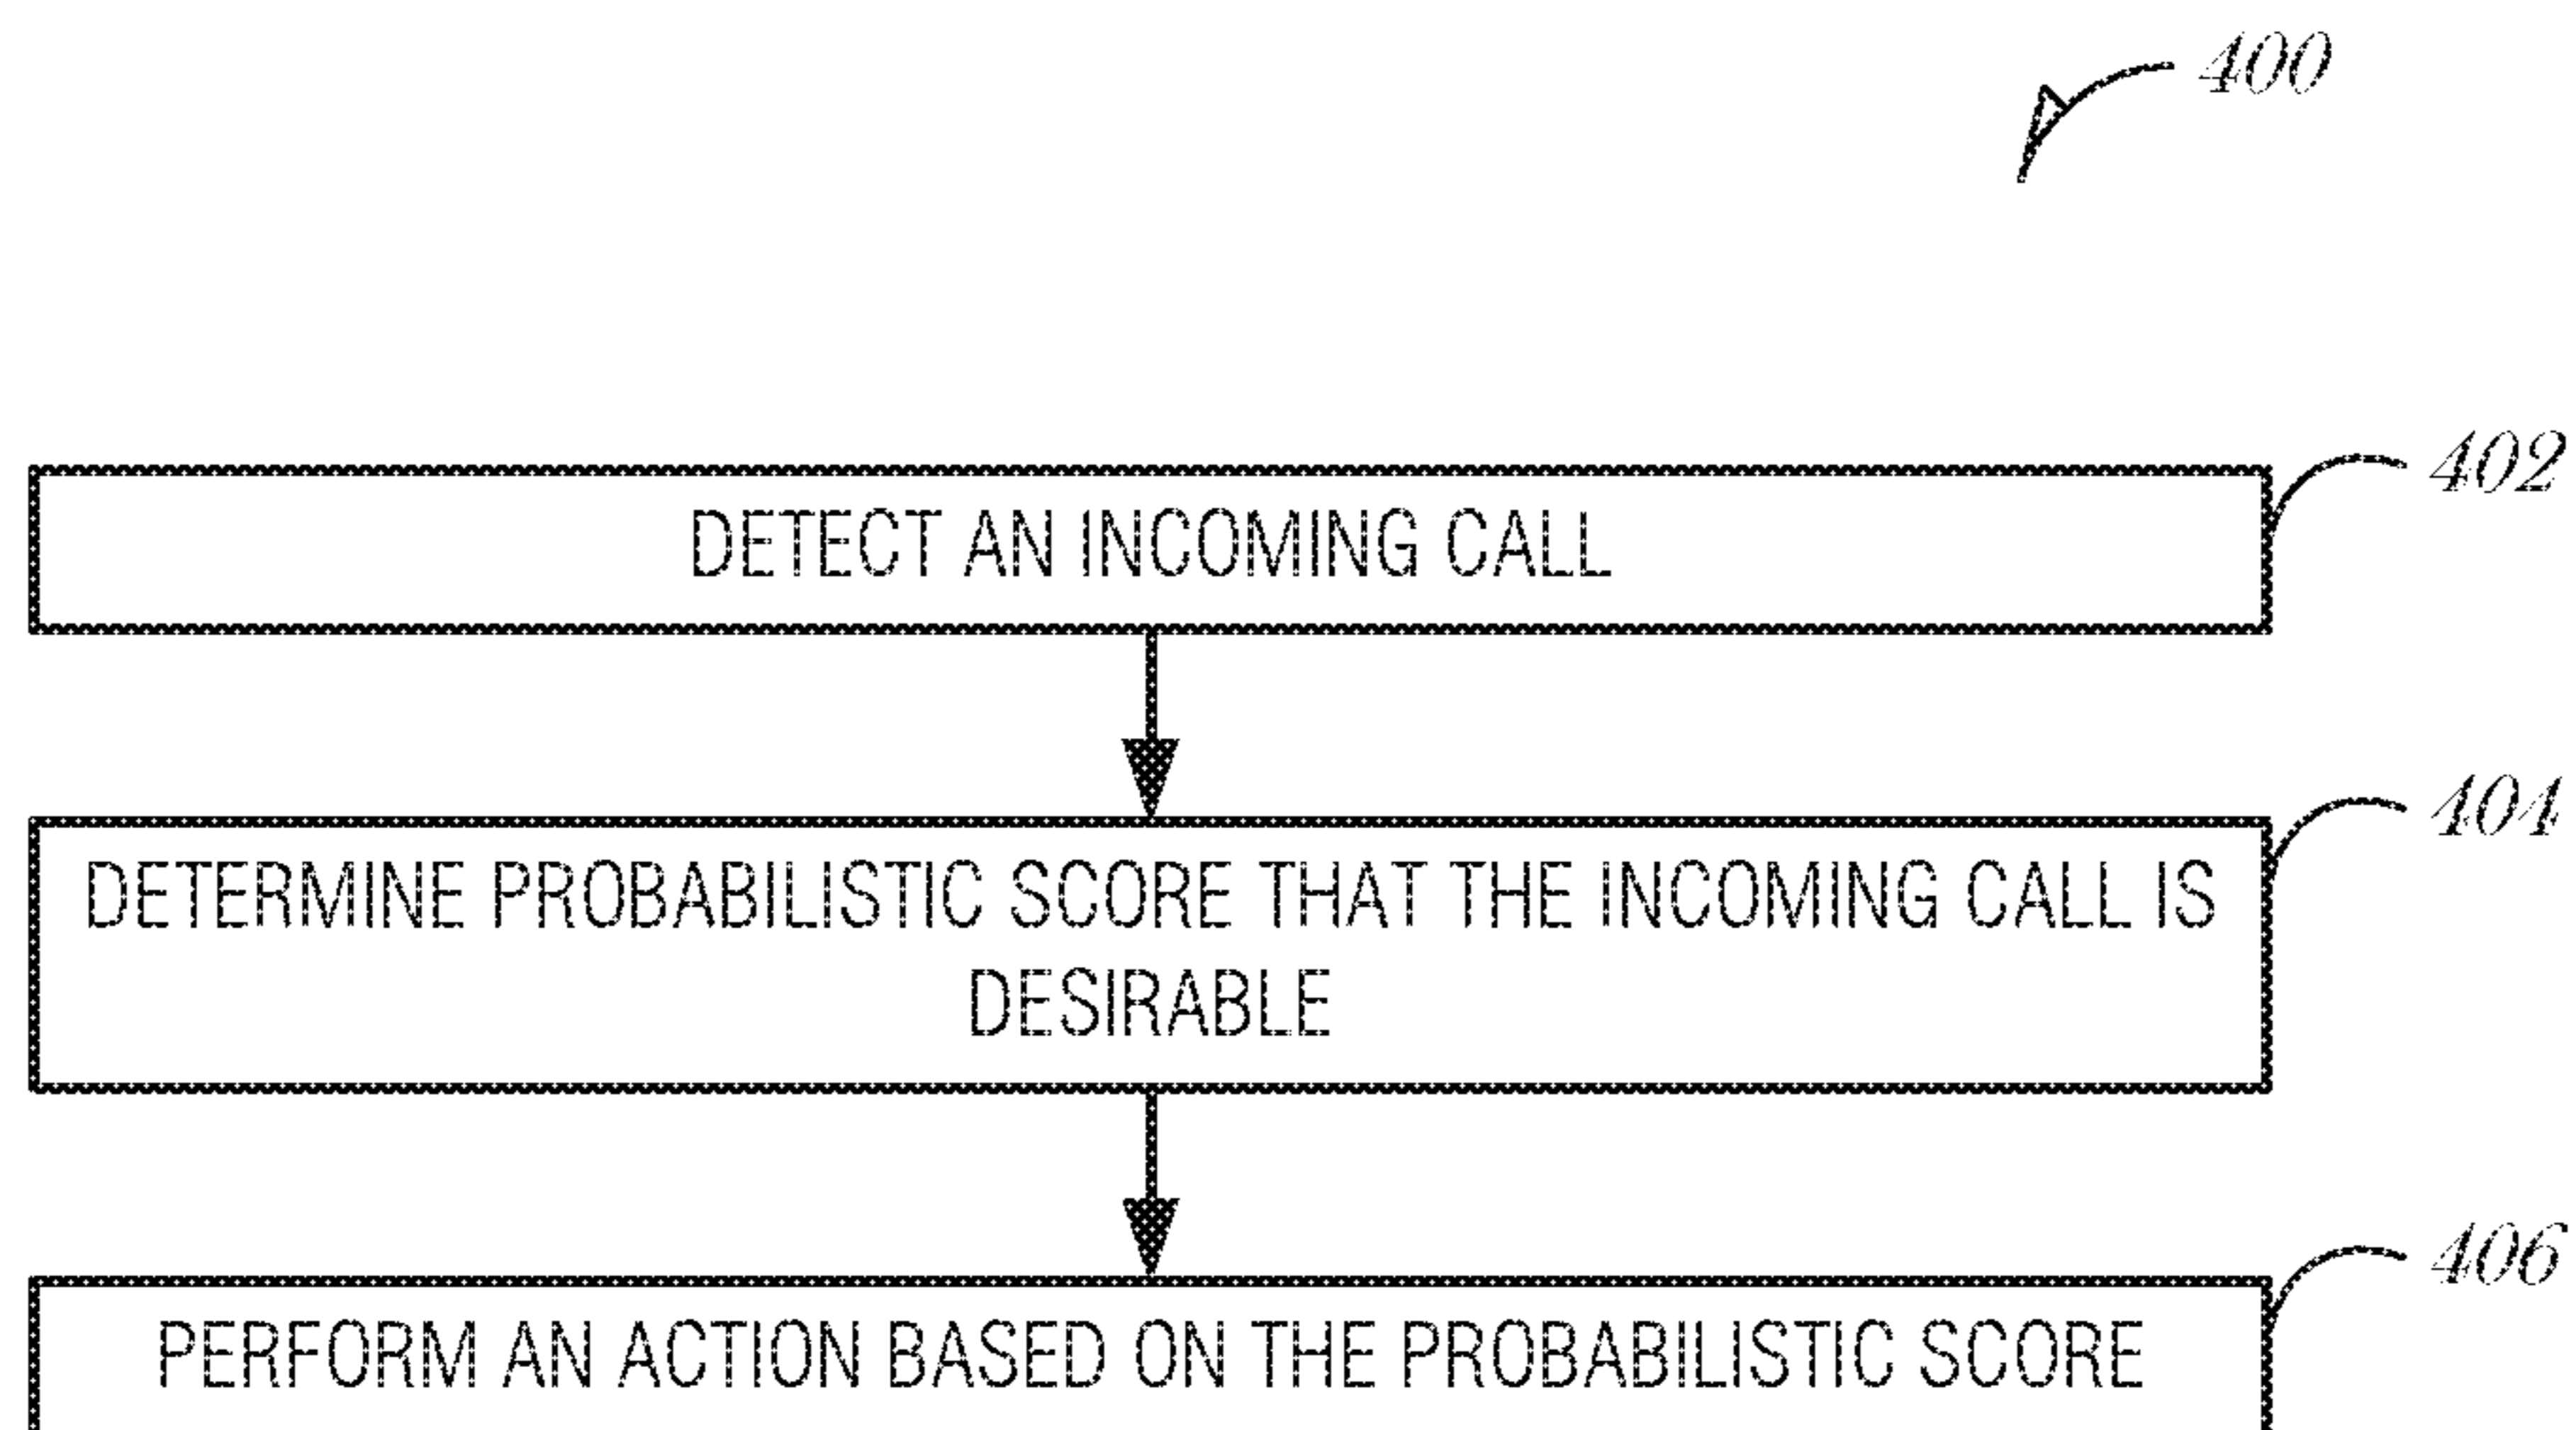 400
402
DETECT AN INCOMING CALL
404
DETERMINE PROBABILISTIC SCORE THAT THE INCOMING CALL IS
DESIRABLE
406
PERFORM AN ACTION BASED ON THE PROBABILISTIC SCORE